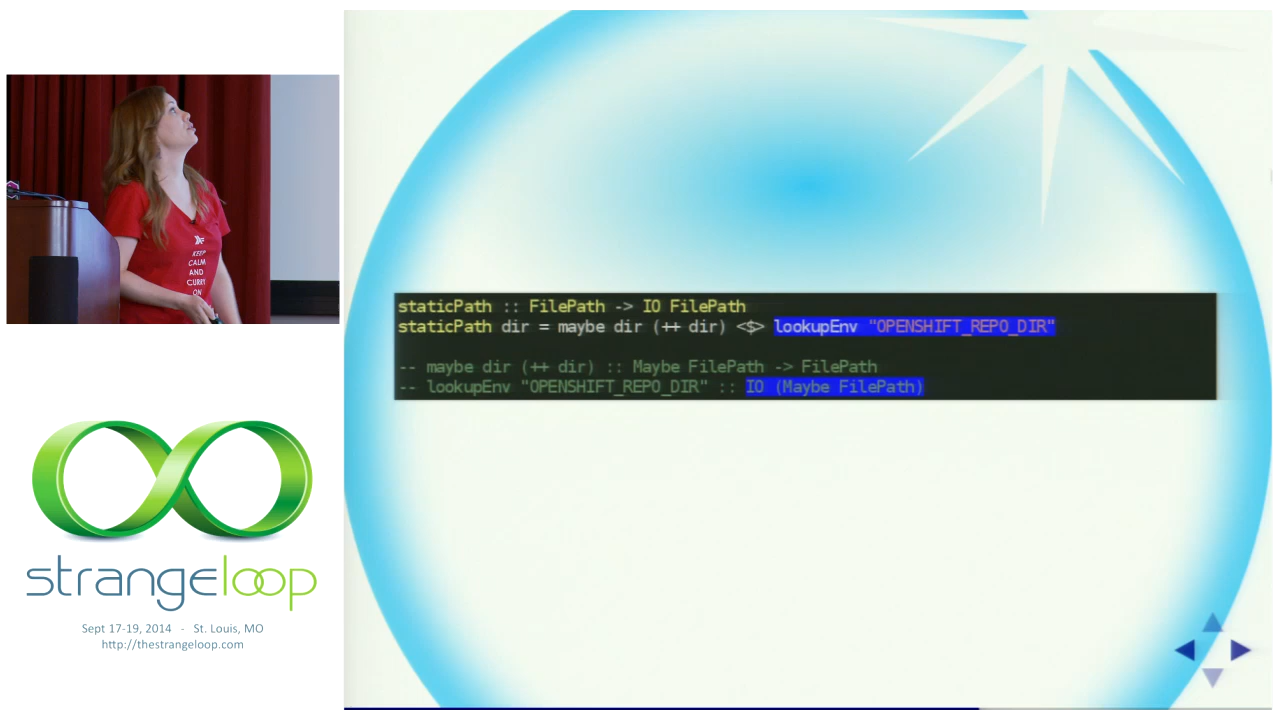 KEEP
CALM
AND
CURRY
ON
strangeloop
Sept 17-19, 2014 - St. Louis, MO
http://thestrangeloop.com
staticPath :: FilePath -> IO FilePath
staticPath dir = maybe dir (++ dir) <$> lookupEnv "OPENSHIFT_REPO_DIR"
-- maybe dir (++ dir) :: Maybe FilePath -> FilePath
-- lookupEnv "OPENSHIFT_REPO_DIR" :: IO (Maybe FilePath)